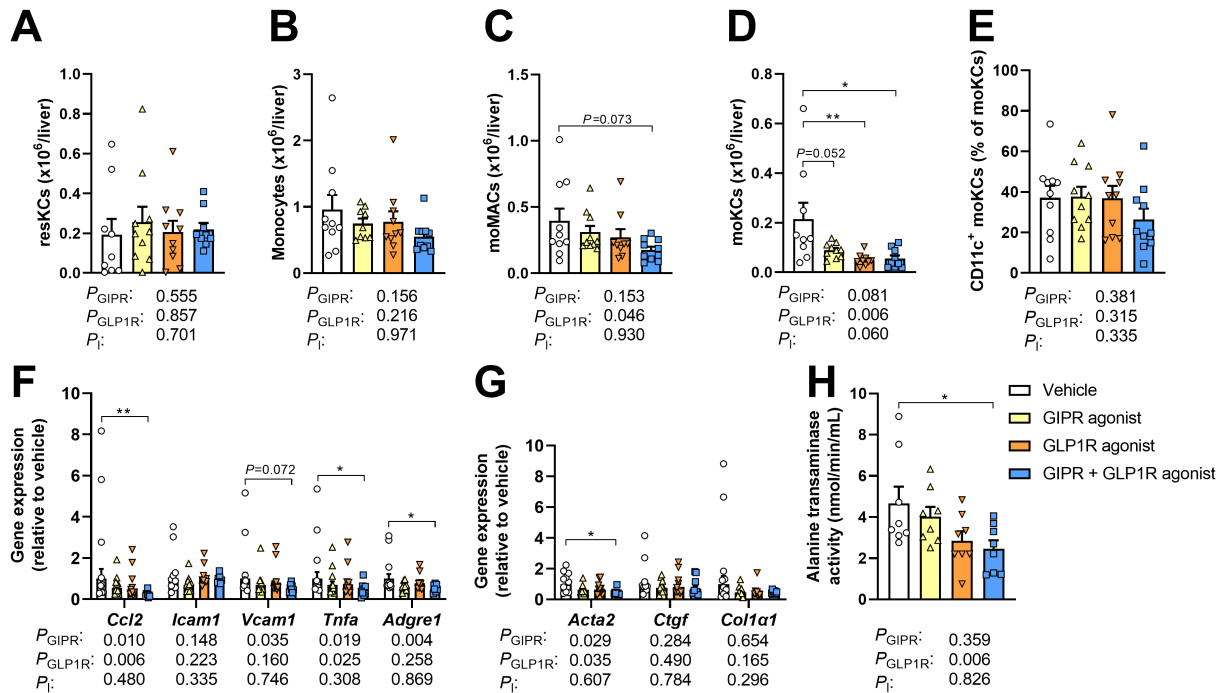 A
resKCs (x10⁶/liver)
1.0
0.8
0.6
0.4
0.2
0.0
P_GIPR: 0.555
P_GLP1R: 0.857
P_I: 0.701
B
Monocytes (x10⁶/liver)
3
2
1
0
P_GIPR: 0.156
P_GLP1R: 0.216
P_I: 0.971
C
moMACs (x10⁶/liver)
1.5
1.0
0.5
0.0
P=0.073
P_GIPR: 0.153
P_GLP1R: 0.046
P_I: 0.930
D
moKCs (x10⁶/liver)
0.8
0.6
0.4
0.2
0.0
*
**
P=0.052
P_GIPR: 0.081
P_GLP1R: 0.006
P_I: 0.060
E
CD11c⁺ moKCs (% of moKCs)
100
80
60
40
20
0
P_GIPR: 0.381
P_GLP1R: 0.315
P_I: 0.335
F
Gene expression
(relative to vehicle)
10
8
6
4
2
0
**
P=0.072
*
*
Ccl2 Icam1 Vcam1 Tnfa Adgre1
P_GIPR: 0.010 0.148 0.035 0.019 0.004
P_GLP1R: 0.006 0.223 0.160 0.025 0.258
P_I: 0.480 0.335 0.746 0.308 0.869
G
Gene expression
(relative to vehicle)
10
8
6
4
2
0
*
Acta2 Ctgf Col1α1
P_GIPR: 0.029 0.284 0.654
P_GLP1R: 0.035 0.490 0.165
P_I: 0.607 0.784 0.296
H
Alanine transaminase
activity (nmol/min/mL)
10
8
6
4
2
0
*
P_GIPR: 0.359
P_GLP1R: 0.006
P_I: 0.826
Vehicle
GIPR agonist
GLP1R agonist
GIPR + GLP1R agonist